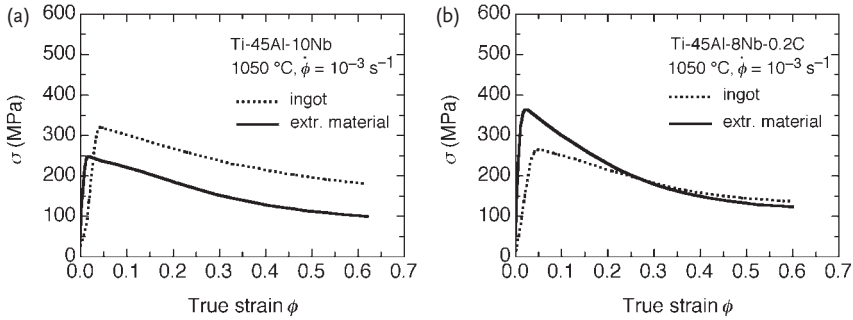 (a)
600
500
400
300
200
100
0
σ (MPa)
Ti-45Al-10Nb
1050 °C, φ̇ = 10⁻³ s⁻¹
ingot
extr. material
0.0 0.1 0.2 0.3 0.4 0.5 0.6 0.7
True strain φ
(b)
600
500
400
300
200
100
0
σ (MPa)
Ti-45Al-8Nb-0.2C
1050 °C, φ̇ = 10⁻³ s⁻¹
ingot
extr. material
0.0 0.1 0.2 0.3 0.4 0.5 0.6 0.7
True strain φ